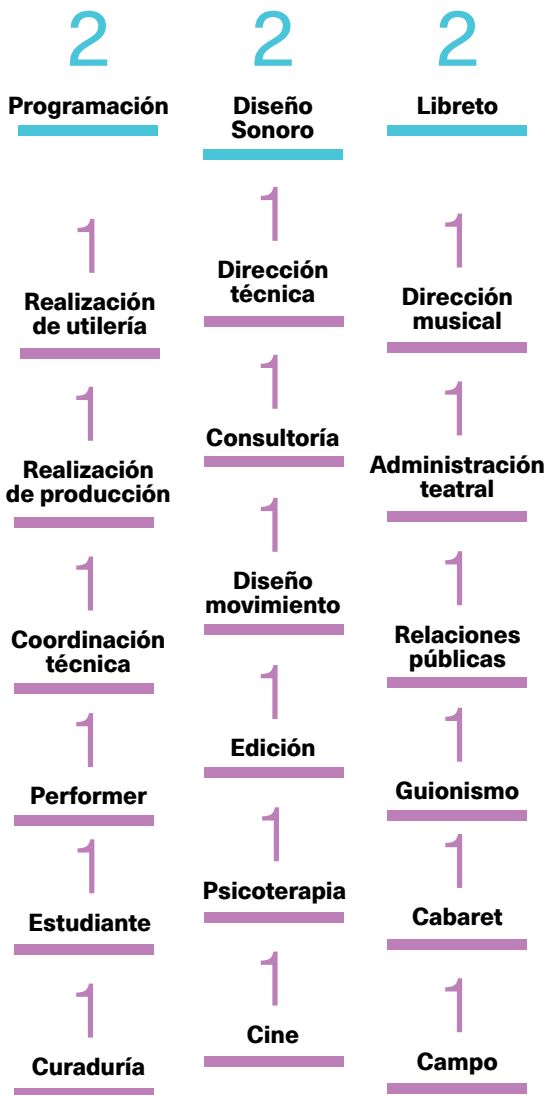 2
Programación
2
Diseño
Sonoro
2
Libreto
1
Realización
de utilería
1
Dirección
técnica
1
Dirección
musical
1
Realización
de producción
1
Consultoría
1
Administración
teatral
1
Coordinación
técnica
1
Diseño
movimiento
1
Relaciones
públicas
1
Performer
1
Edición
1
Guionismo
1
Estudiante
1
Psicoterapia
1
Cabaret
1
Curaduría
1
Cine
1
Campo